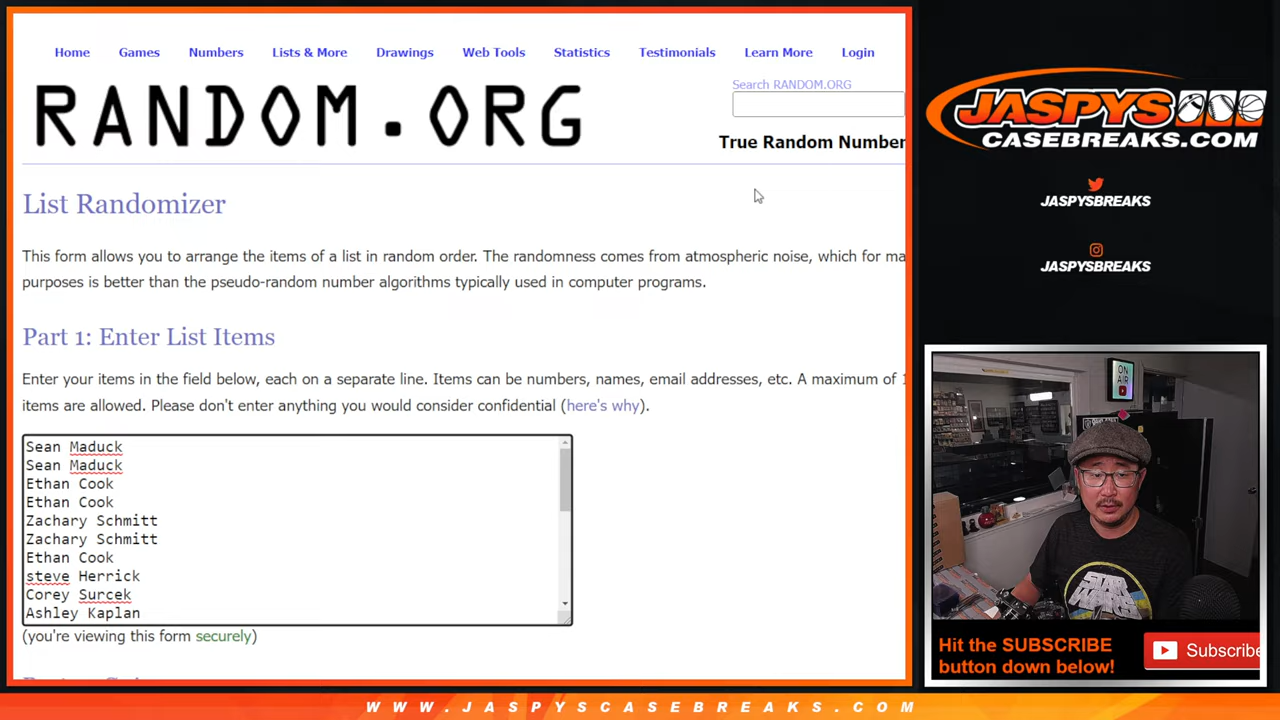 Home Games Numbers Lists & More Drawings Web Tools Statistics Testimonials Learn More Login
RANDOM.ORG
Search RANDOM.ORG
True Random Number
List Randomizer
This form allows you to arrange the items of a list in random order. The randomness comes from atmospheric noise, which for ma
purposes is better than the pseudo-random number algorithms typically used in computer programs.
Part 1: Enter List Items
Enter your items in the field below, each on a separate line. Items can be numbers, names, email addresses, etc. A maximum of 1
items are allowed. Please don't enter anything you would consider confidential (here's why).
Sean Maduck
Sean Maduck
Ethan Cook
Ethan Cook
Zachary Schmitt
Zachary Schmitt
Ethan Cook
steve Herrick
Corey Surcek
Ashley Kaplan
(you're viewing this form securely)
JASPYS
CASEBREAKS.COM
JASPYSBREAKS
JASPYSBREAKS
ON
AIR
STAR
WARS
Hit the SUBSCRIBE
button down below!
Subscribe
WWW.JASPYSCASEBREAKS.COM